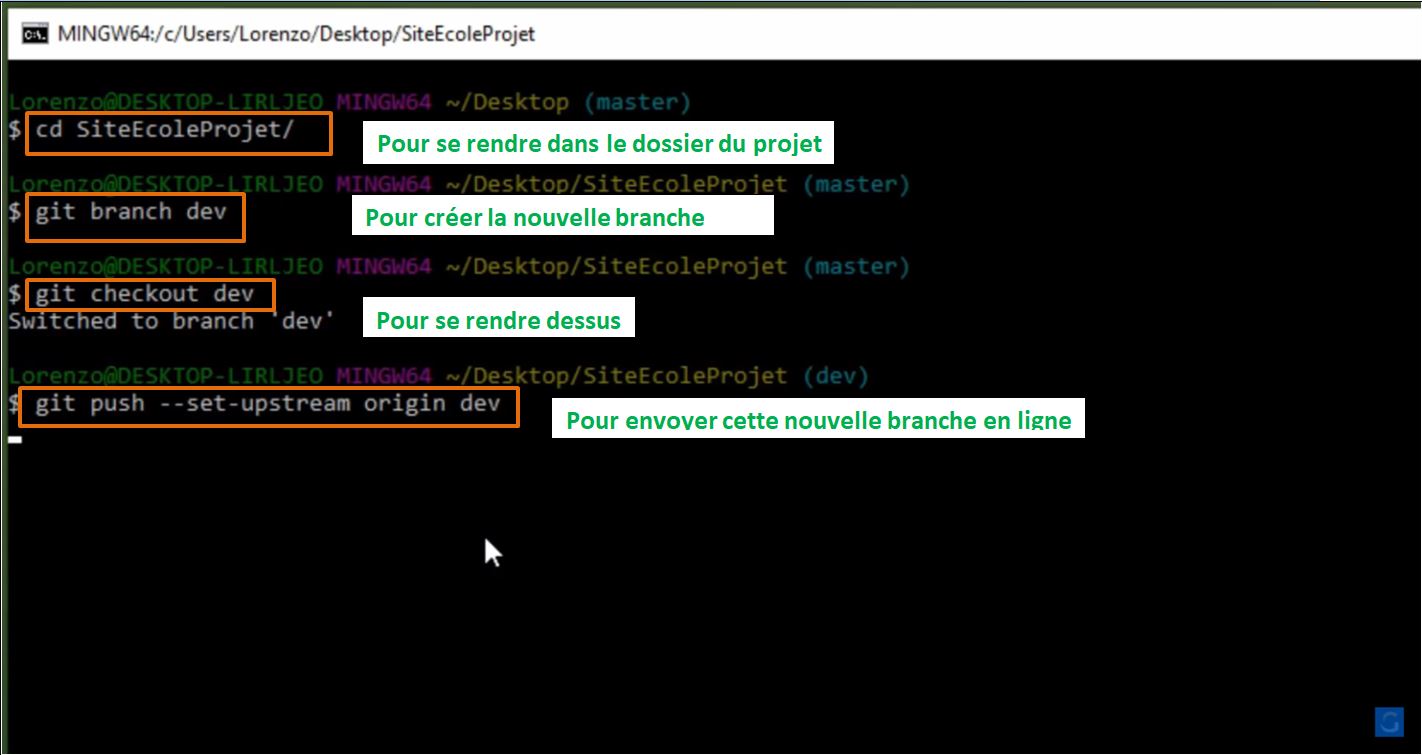 MINGW64:/c/Users/Lorenzo/Desktop/SiteEcoleProjet
Lorenzo@DESKTOP-LIRLJEO MINGW64 ~/Desktop (master)
$ cd SiteEcoleProjet/
Pour se rendre dans le dossier du projet
Lorenzo@DESKTOP-LIRLJEO MINGW64 ~/Desktop/SiteEcoleProjet (master)
$ git branch dev
Pour créer la nouvelle branche
Lorenzo@DESKTOP-LIRLJEO MINGW64 ~/Desktop/SiteEcoleProjet (master)
$ git checkout dev
Switched to branch 'dev'
Pour se rendre dessus
Lorenzo@DESKTOP-LIRLJEO MINGW64 ~/Desktop/SiteEcoleProjet (dev)
$ git push --set-upstream origin dev
Pour envoyer cette nouvelle branche en ligne
G